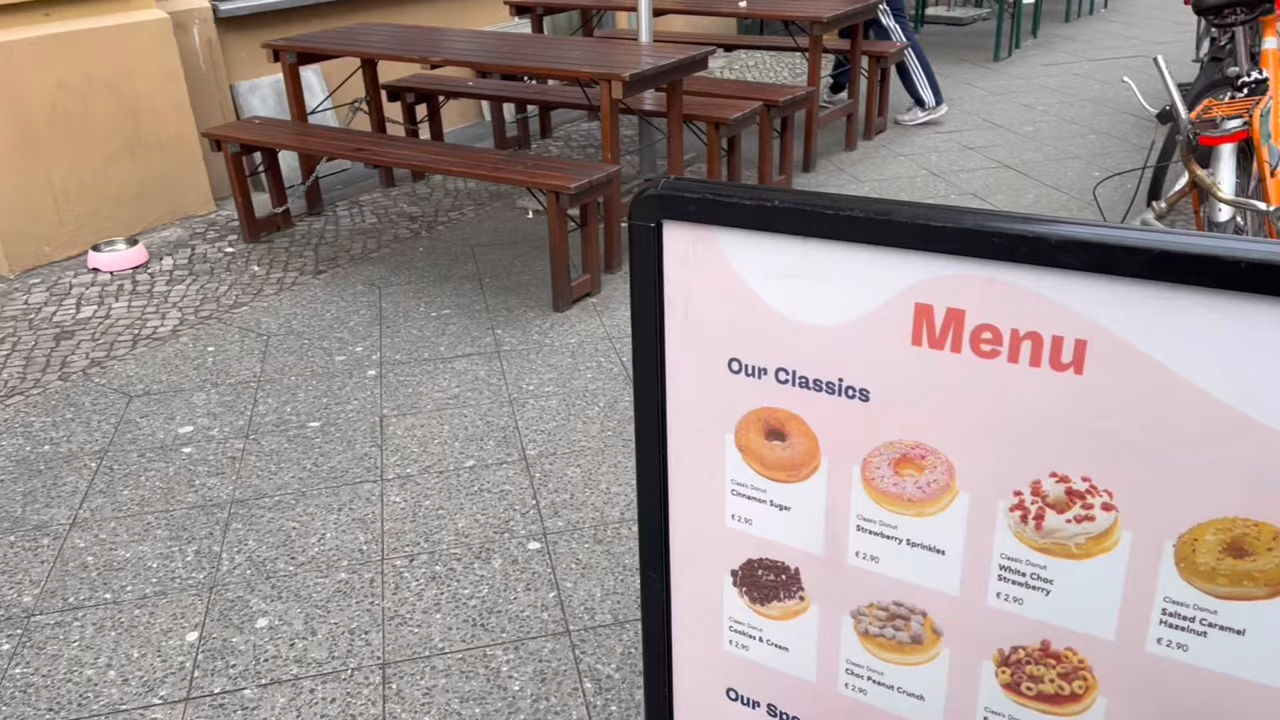 Menu
Our Classics
Classic Donut
Cinnamon Sugar
€ 2,90
Classic Donut
Strawberry Sprinkles
€ 2,90
Classic Donut
White Choc
Strawberry
€ 2,90
Classic Donut
Salted Caramel
Hazelnut
€ 2,90
Classic Donut
Cookies & Cream
€ 2,90
Classic Donut
Choc Peanut Crunch
€ 2,90
Classic Donut
Our